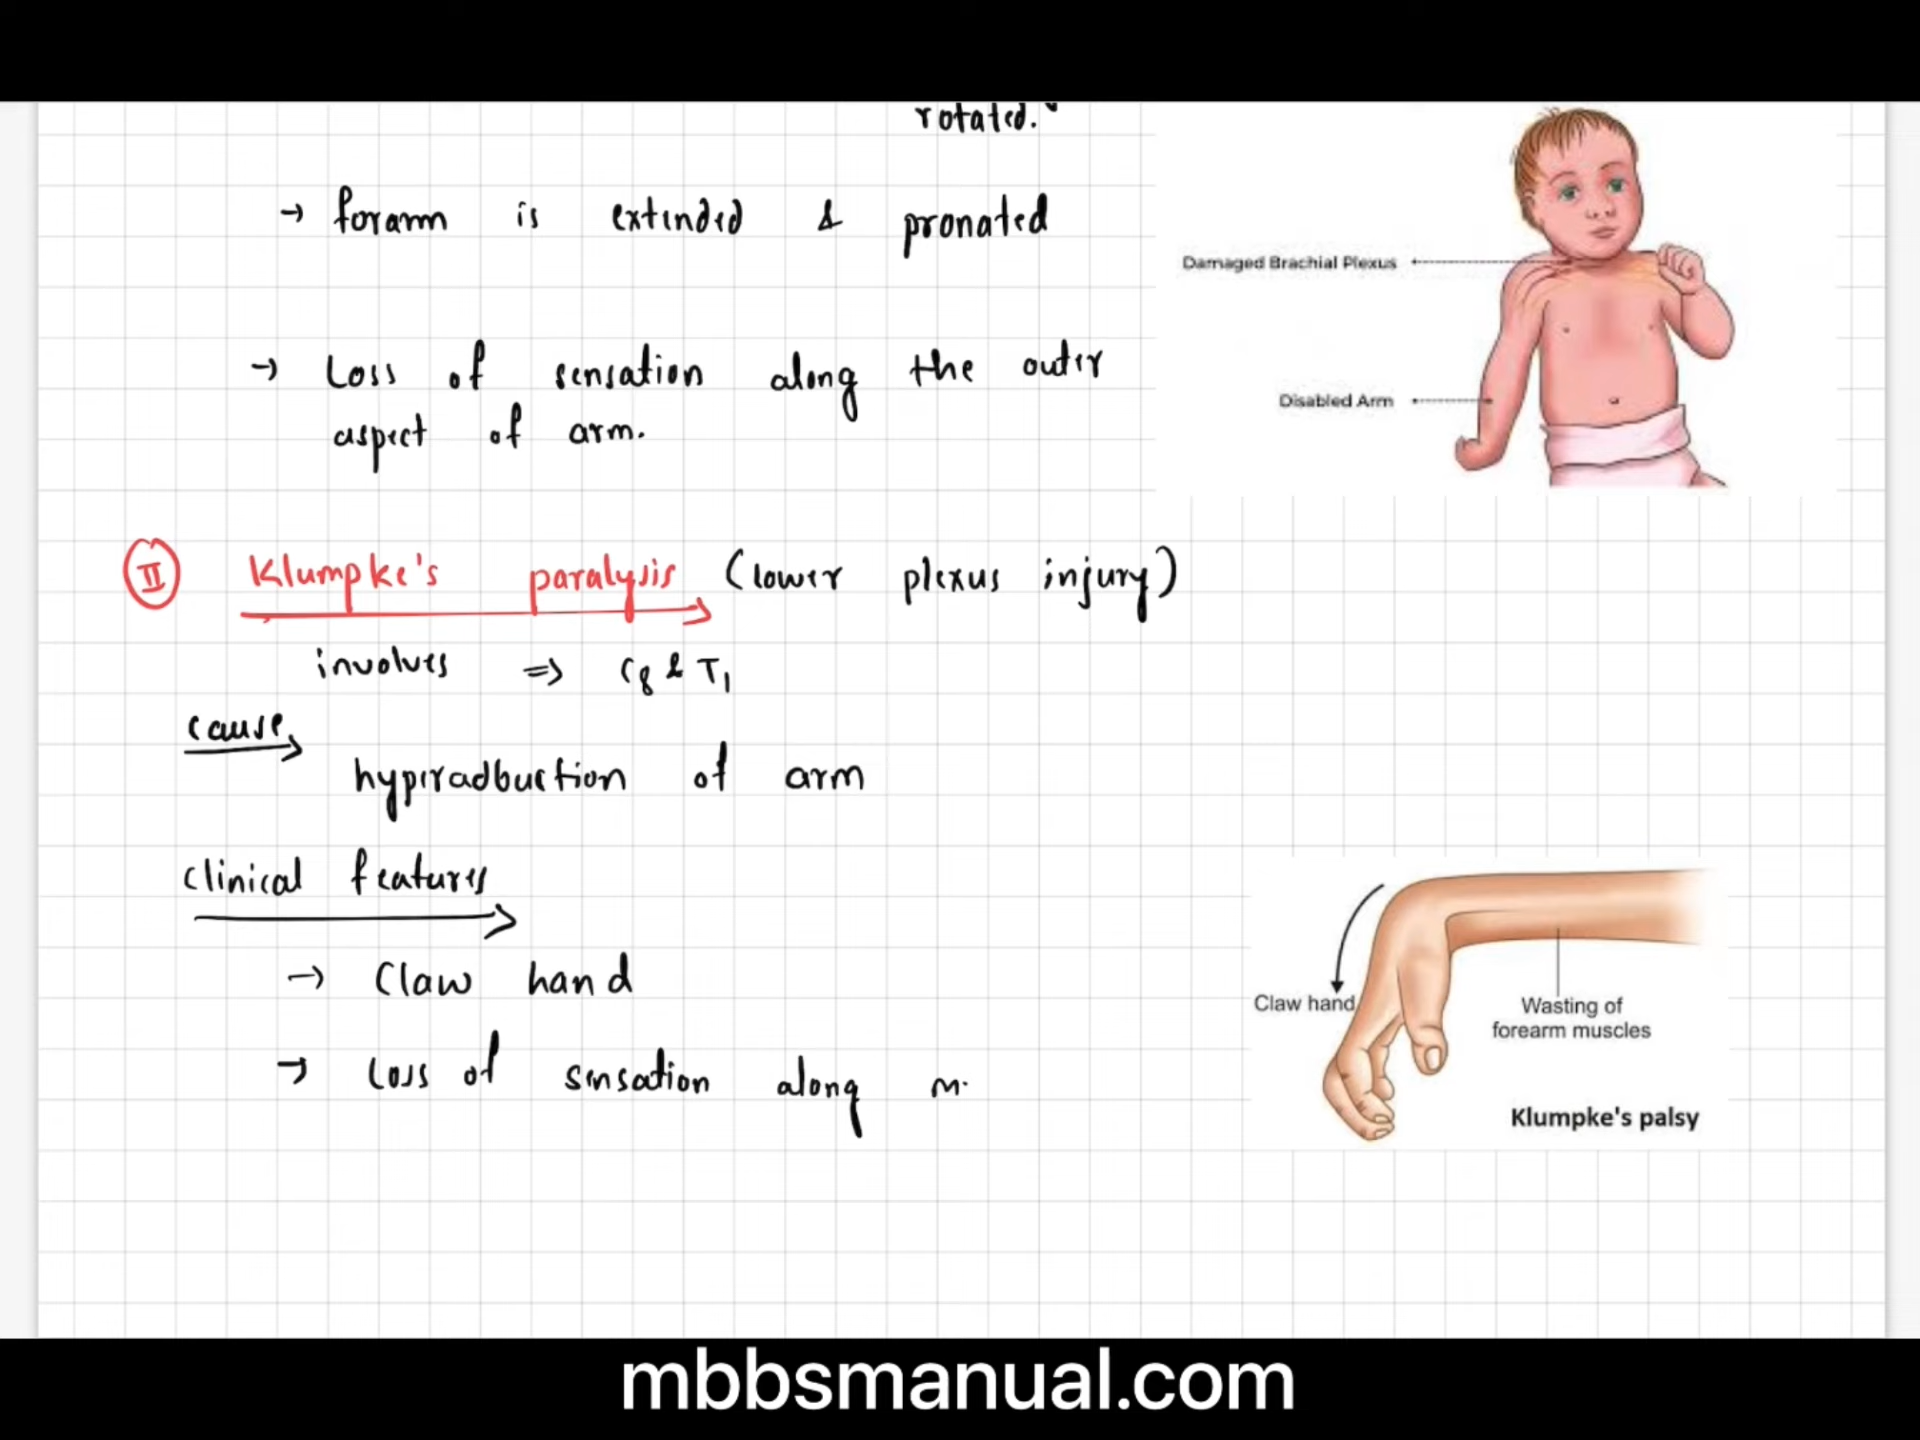 rotated.
→ forarm is extended & pronated
→ Loss of sensation along the outer
aspect of arm.
Damaged Brachial Plexus
Disabled Arm
II Klumpke's paralysis (lower plexus injury)
involves ⇒ C8 & T1
cause
hyperadbuction of arm
clinical features
→ Claw hand
→ Loss of sensation along m
Claw hand
Wasting of
forearm muscles
Klumpke's palsy
mbbsmanual.com